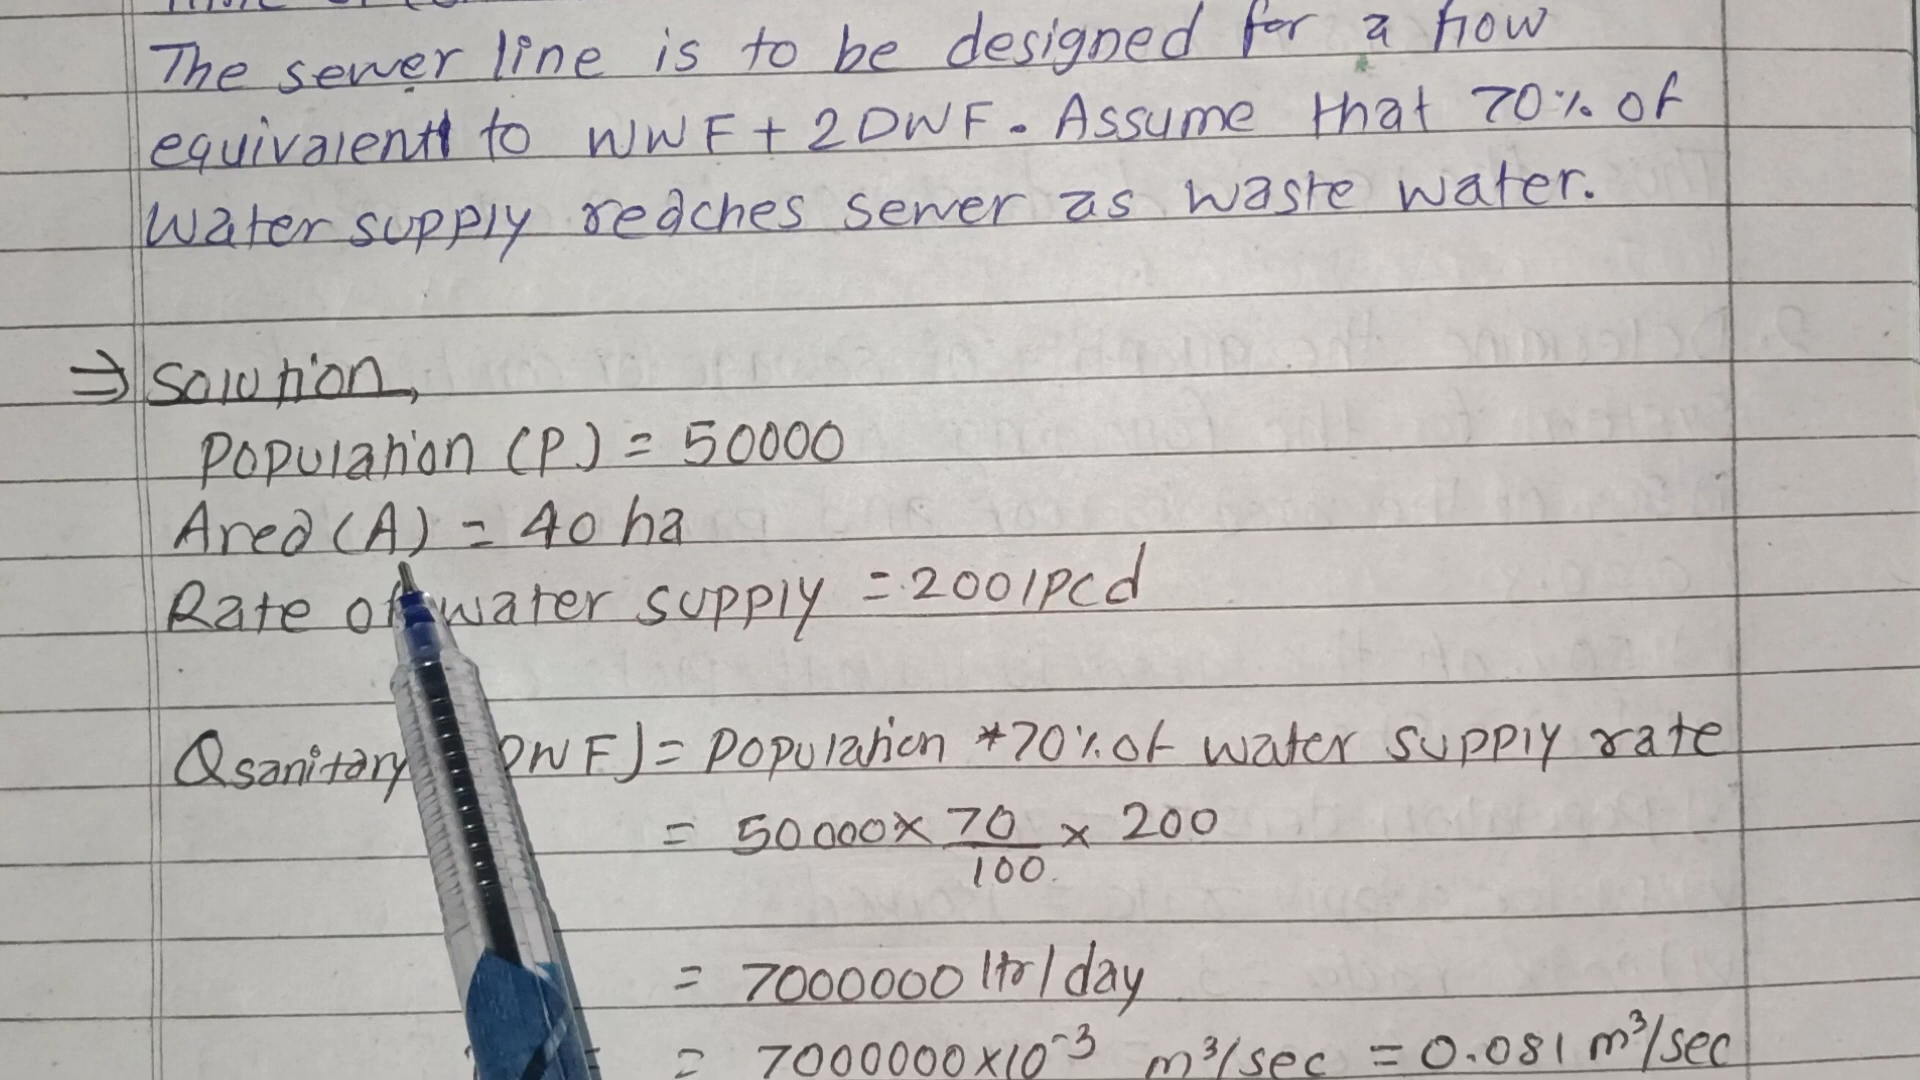 The sewer line is to be designed for a flow
equivalent to WWF + 2DWF. Assume that 70% of
Water supply reaches sewer as waste water.
⇒ Solution,
Population (P) = 50000
Area (A) = 40 ha
Rate of water supply = 200 lpcd
Qsanitary DWF) = Population * 70% of water supply rate
= 50000 × 70/100 × 200
= 7000000 ltr/day
= 7000000×10⁻³ m³/sec = 0.081 m³/sec